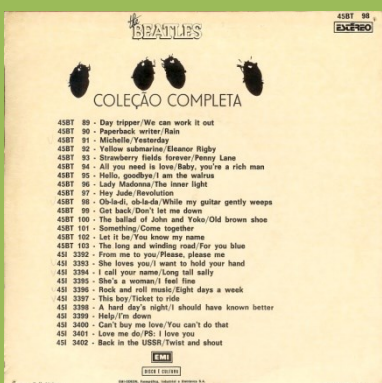 45BT 98
ESTÉREO
the
BEATLES
COLEÇÃO COMPLETA
45BT 89 - Day tripper/We can work it out
45BT 90 - Paperback writer/Rain
45BT 91 - Michelle/Yesterday
45BT 92 - Yellow submarine/Eleanor Rigby
45BT 93 - Strawberry fields forever/Penny Lane
45BT 94 - All you need is love/Baby, you're a rich man
45BT 95 - Hello, goodbye/I am the walrus
45BT 96 - Lady Madonna/The inner light
45BT 97 - Hey Jude/Revolution
45BT 98 - Ob-la-di, ob-la-da/While my guitar gently weeps
45BT 99 - Get back/Don't let me down
45BT 100 - The ballad of John and Yoko/Old brown shoe
45BT 101 - Something/Come together
45BT 102 - Let it be/You know my name
45BT 103 - The long and winding road/For you blue
45I 3392 - From me to you/Please, please me
45I 3393 - She loves you/I want to hold your hand
45I 3394 - I call your name/Long tall sally
45I 3395 - She's a woman/I feel fine
45I 3396 - Rock and roll music/Eight days a week
45I 3397 - This boy/Ticket to ride
45I 3398 - A hard day's night/I should have known better
45I 3399 - Help/I'm down
45I 3400 - Can't buy me love/You can't do that
45I 3401 - Love me do/PS: I love you
45I 3402 - Back in the USSR/Twist and shout
EMI
DISCO É CULTURA